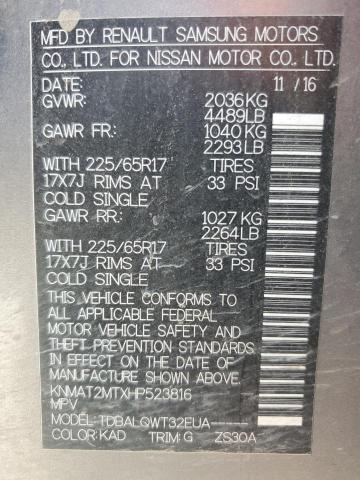 MFD BY RENAULT SAMSUNG MOTORS
CO., LTD. FOR NISSAN MOTOR CO., LTD.
DATE: 11 / 16
GVWR: 2036KG
4489LB
GAWR FR: 1040KG
2293LB
WITH 225/65R17 TIRES
17X7J RIMS AT 33 PSI
COLD SINGLE
GAWR RR: 1027 KG
2264LB
WITH 225/65R17 TIRES
17X7J RIMS AT 33 PSI
COLD SINGLE
THIS VEHICLE CONFORMS TO
ALL APPLICABLE FEDERAL
MOTOR VEHICLE SAFETY AND
THEFT PREVENTION STANDARDS
IN EFFECT ON THE DATE OF
MANUFACTURE SHOWN ABOVE.
KNMAT2MTXHP523816
MPV
MODEL: TDBALQWT32EUA-----
COLOR: KAD TRIM: G ZS30A